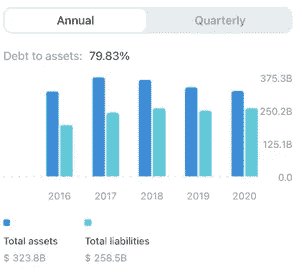 Annual Quarterly
Debt to assets: 79.83%
375.3B
250.2B
125.1B
0.0
2016 2017 2018 2019 2020
Total assets Total liabilities
$ 323.8B $ 258.5B